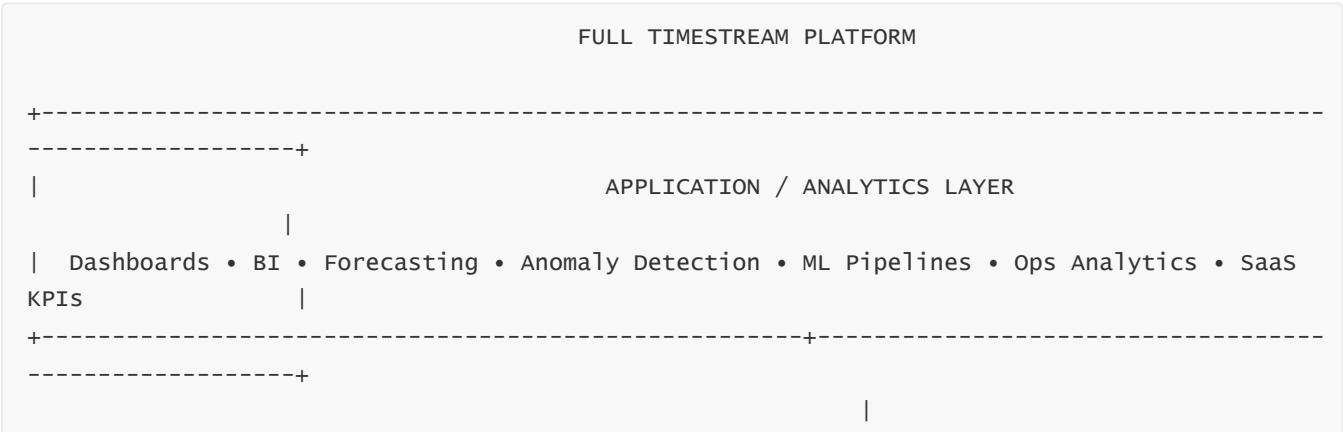 FULL TIMESTREAM PLATFORM
+-------------------------------------------------------------------------------------------
-------------------+
| APPLICATION / ANALYTICS LAYER
|
| Dashboards • BI • Forecasting • Anomaly Detection • ML Pipelines • Ops Analytics • SaaS
KPIs |
+------------------------------------------------------+------------------------------------
-------------------+
|